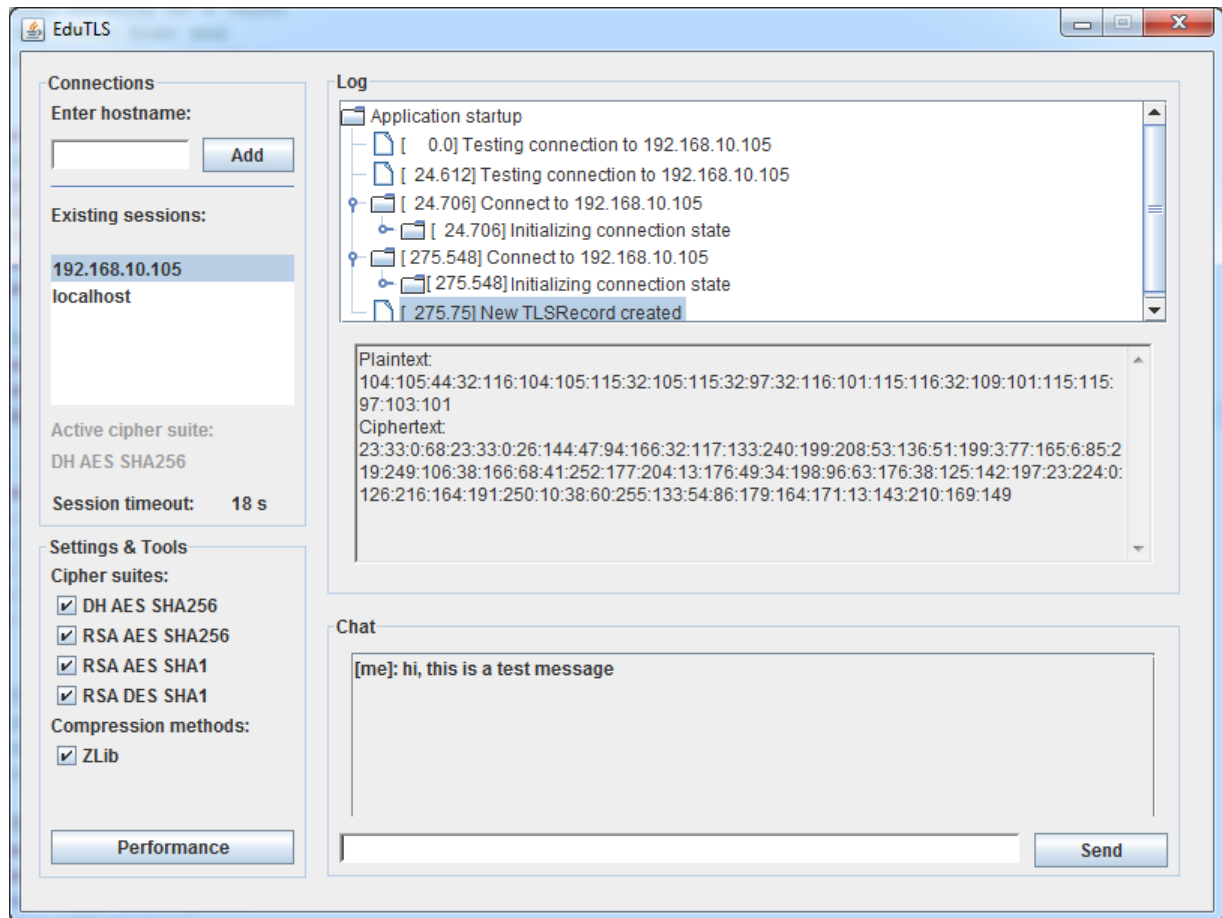 EduTLS
Connections
Enter hostname:
Add
Existing sessions:
192.168.10.105
localhost
Active cipher suite:
DH AES SHA256
Session timeout: 18 s
Settings & Tools
Cipher suites:
DH AES SHA256
RSA AES SHA256
RSA AES SHA1
RSA DES SHA1
Compression methods:
ZLib
Performance
Log
Application startup
[ 0.0] Testing connection to 192.168.10.105
[ 24.612] Testing connection to 192.168.10.105
[ 24.706] Connect to 192.168.10.105
[ 24.706] Initializing connection state
[ 275.548] Connect to 192.168.10.105
[ 275.548] Initializing connection state
[ 275.75] New TLSRecord created
Plaintext:
104:105:44:32:116:104:105:115:32:105:115:32:97:32:116:101:115:116:32:109:101:115:115:
97:103:101
Ciphertext:
23:33:0:68:23:33:0:26:144:47:94:166:32:117:133:240:199:208:53:136:51:199:3:77:165:6:85:2
19:249:106:38:166:68:41:252:177:204:13:176:49:34:198:96:63:176:38:125:142:197:23:224:0:
126:216:164:191:250:10:38:60:255:133:54:86:179:164:171:13:143:210:169:149
Chat
[me]: hi, this is a test message
Send